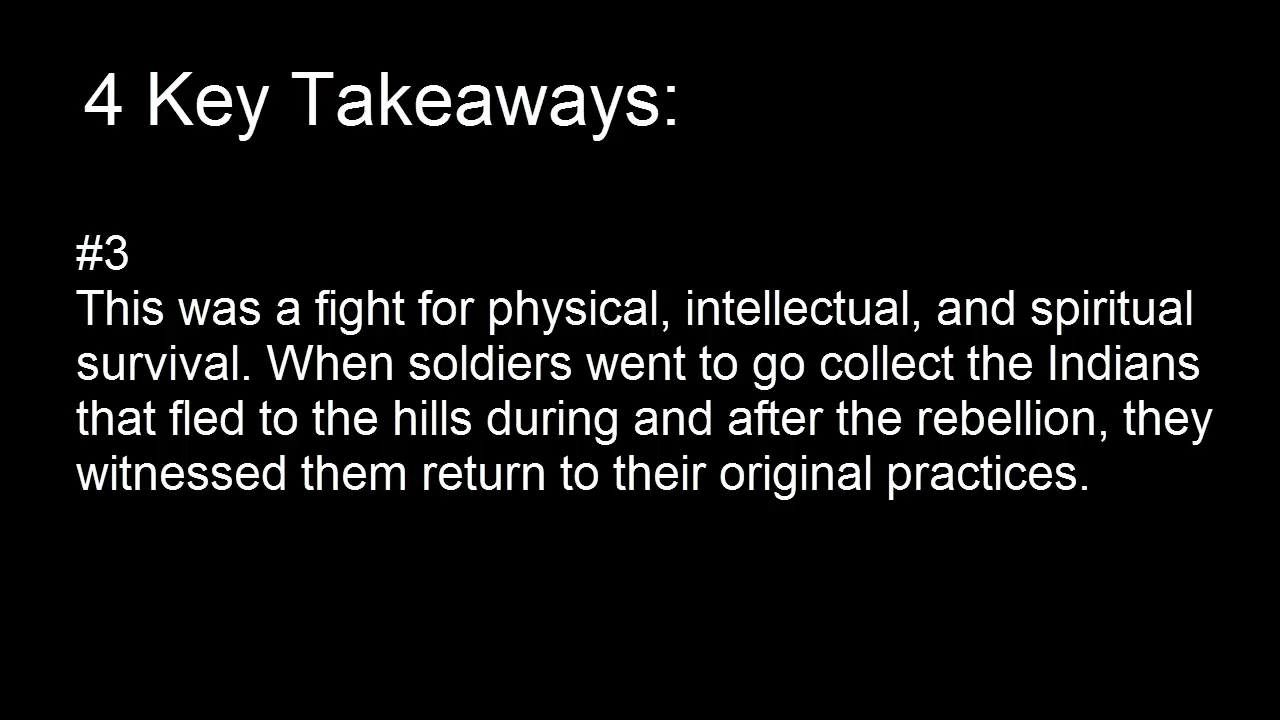 4 Key Takeaways:
#3
This was a fight for physical, intellectual, and spiritual
survival. When soldiers went to go collect the Indians
that fled to the hills during and after the rebellion, they
witnessed them return to their original practices.